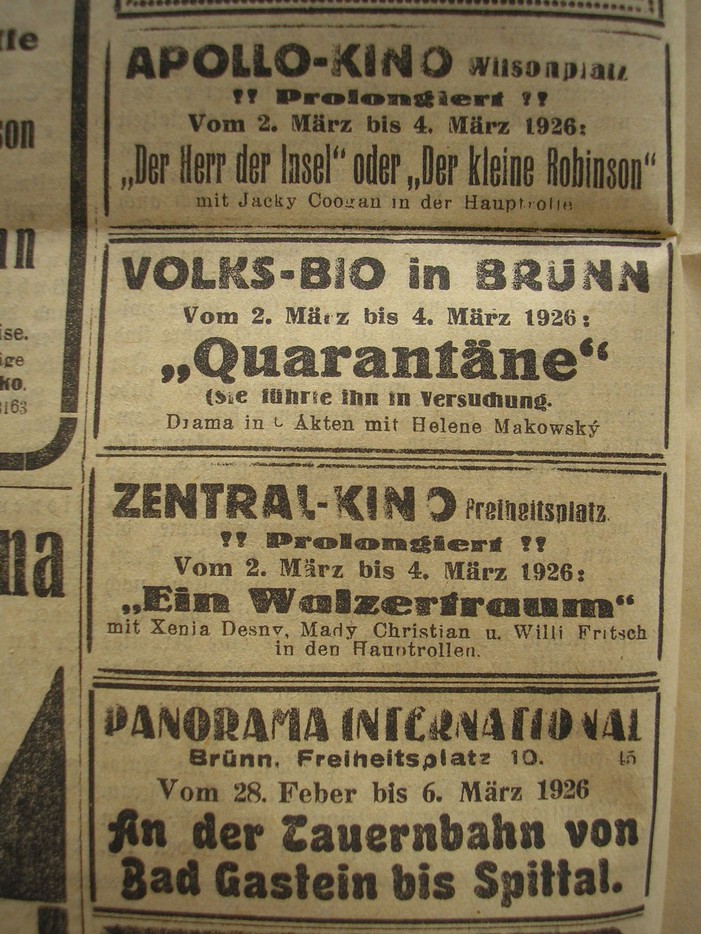 APOLLO-KINO Wilsonplatz
!! Prolongiert !!
Vom 2. März bis 4. März 1926:
„Der Herr der Insel“ oder „Der kleine Robinson“
mit Jacky Coogan in der Hauptrolle
VOLKS-BIO in BRÜNN
Vom 2. März bis 4. März 1926:
„Quarantäne“
(Sie führte ihn in Versuchung.
Drama in Akten mit Helene Makowský
ZENTRAL-KINO Freiheitsplatz.
!! Prolongiert !!
Vom 2. März bis 4. März 1926:
„Ein Walzertraum“
mit Xenia Desny, Mady Christian u. Willi Fritsch
in den Hauptrollen.
PANORAMA INTERNATIONAL
Brünn, Freiheitsplatz 10. 45
Vom 28. Feber bis 6. März 1926
An der Tauernbahn von
Bad Gastein bis Spittal.